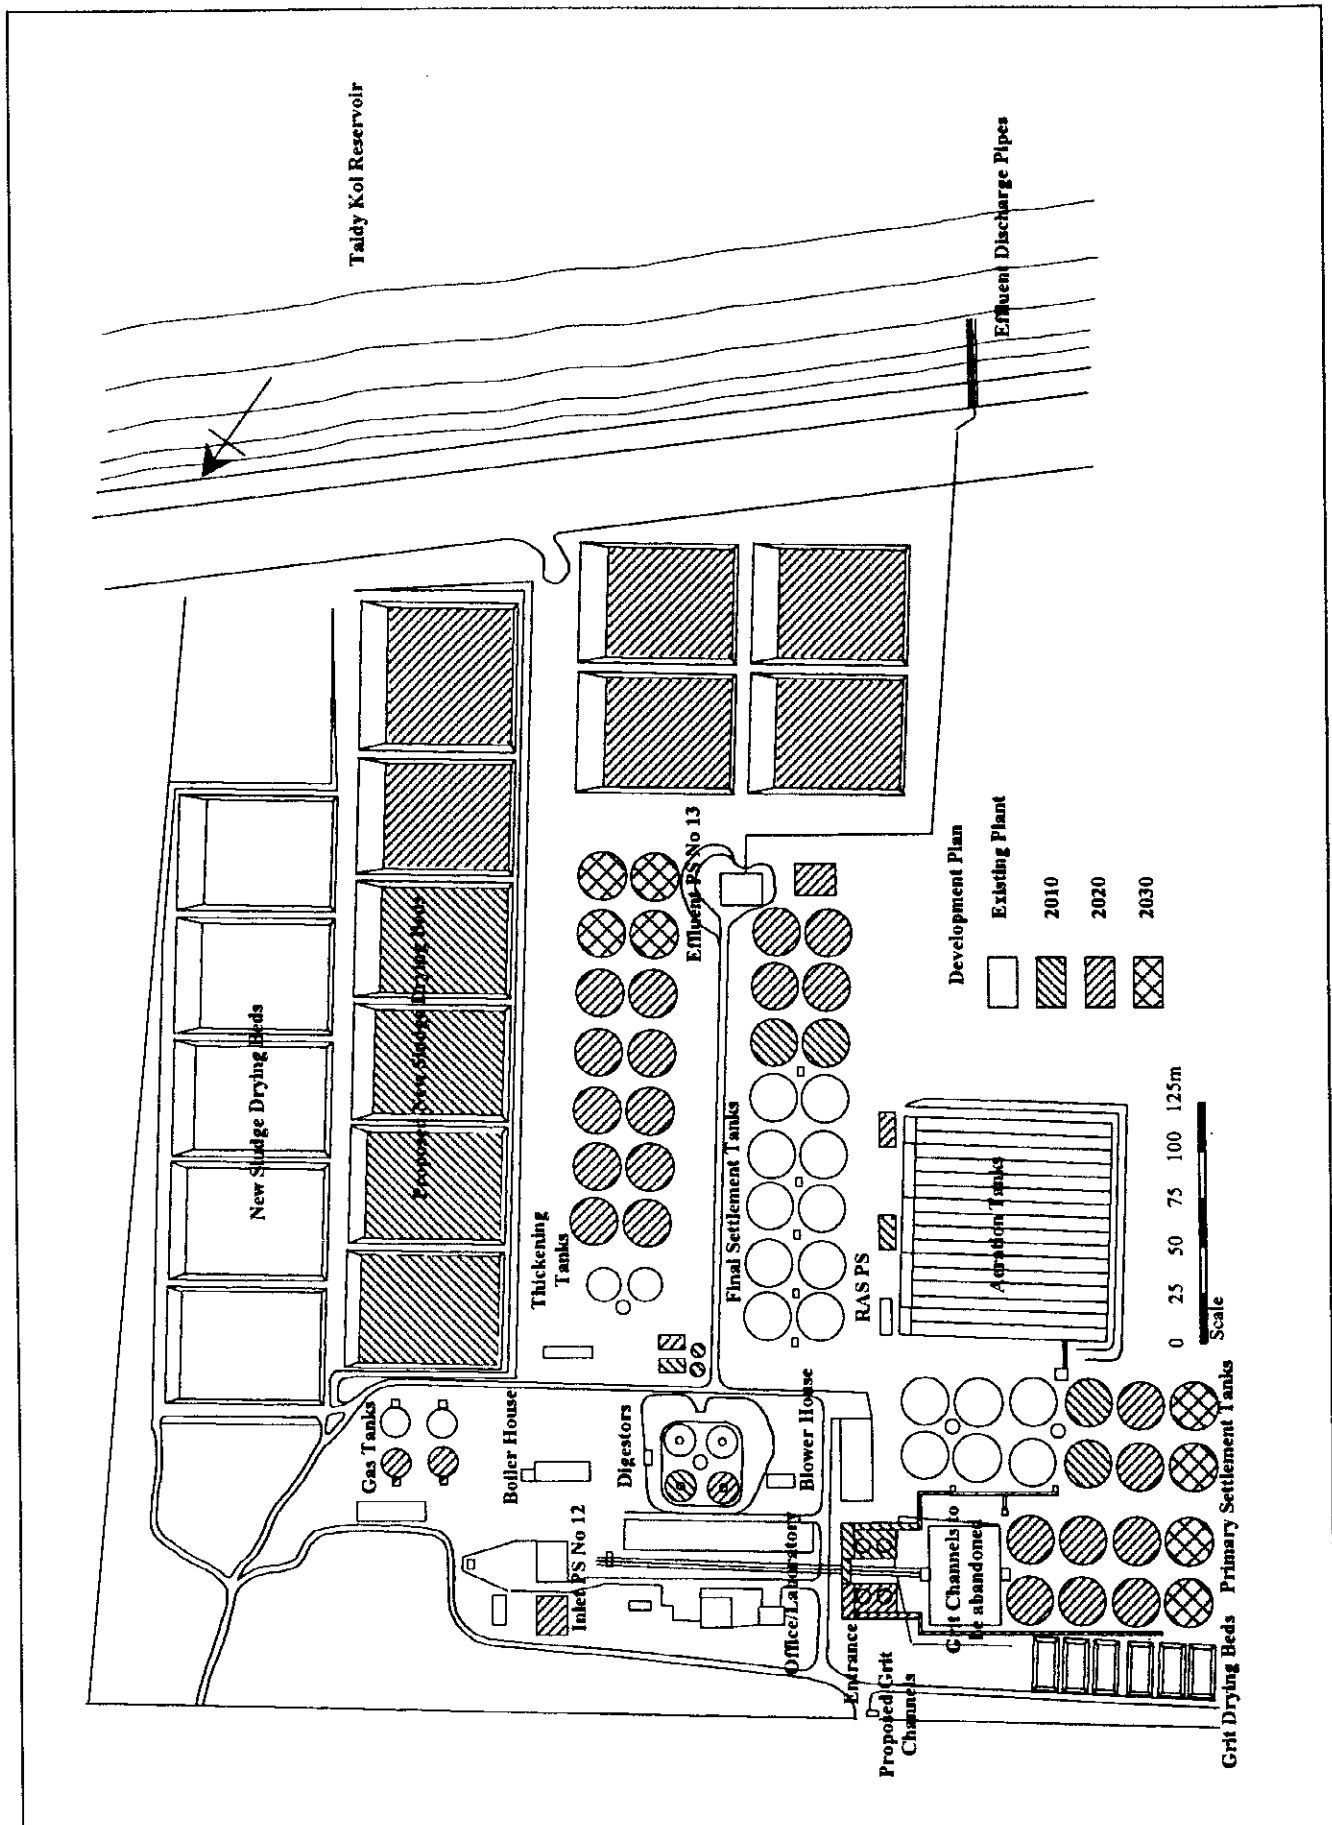 Taldy Kol Reservoir
Effluent Discharge Pipes
New Sludge Drying Beds
Proposed New Sludge Drying Beds
Effluent PS No 13
Thickening
Tanks
Final Settlement Tanks
RAS PS
Aeration Tanks
Gas Tanks
Boiler House
Digestors
Blower House
Inlet PS No 12
Office/Laboratory
Entrance
Proposed Grit
Channels
Grit Channels to
be abandoned
Primary Settlement Tanks
Grit Drying Beds
Development Plan
Existing Plant
2010
2020
2030
0 25 50 75 100 125m
Scale